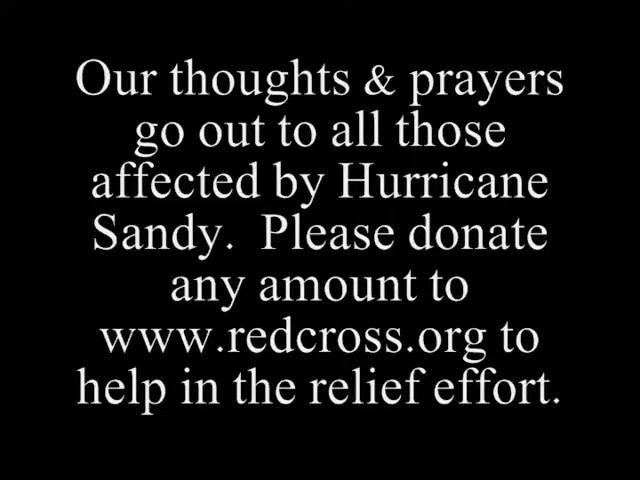 Our thoughts & prayers
go out to all those
affected by Hurricane
Sandy.  Please donate
any amount to
www.redcross.org to
help in the relief effort.